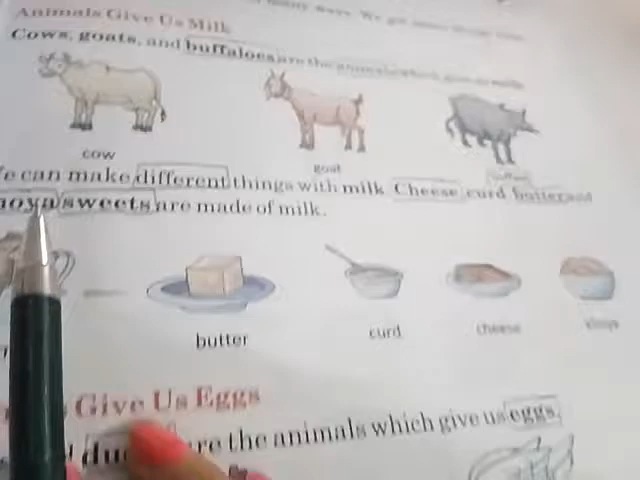 Animals Give Us Milk
Cows, goats, and buffaloes are the animals which give us milk.
cow
goat
can make different things with milk Cheese curd butter and
sweets are made of milk.
butter
curd
cheese
Give Us Eggs
are the animals which give us eggs.